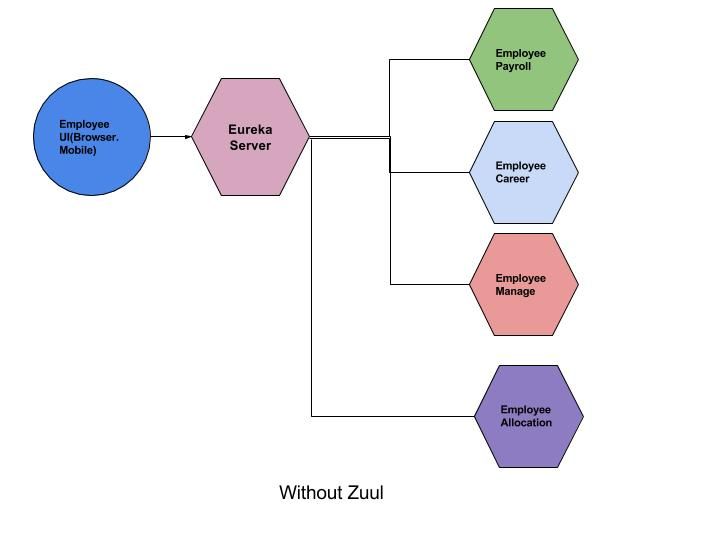 Employee
UI(Browser.
Mobile)
Eureka
Server
Employee
Payroll
Employee
Career
Employee
Manage
Employee
Allocation
Without Zuul